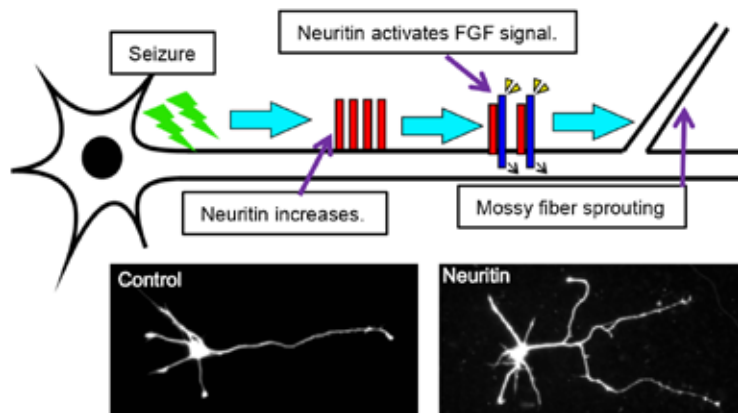 Neuritin activates FGF signal.
Seizure
Neuritin increases.
Mossy fiber sprouting
Control
Neuritin